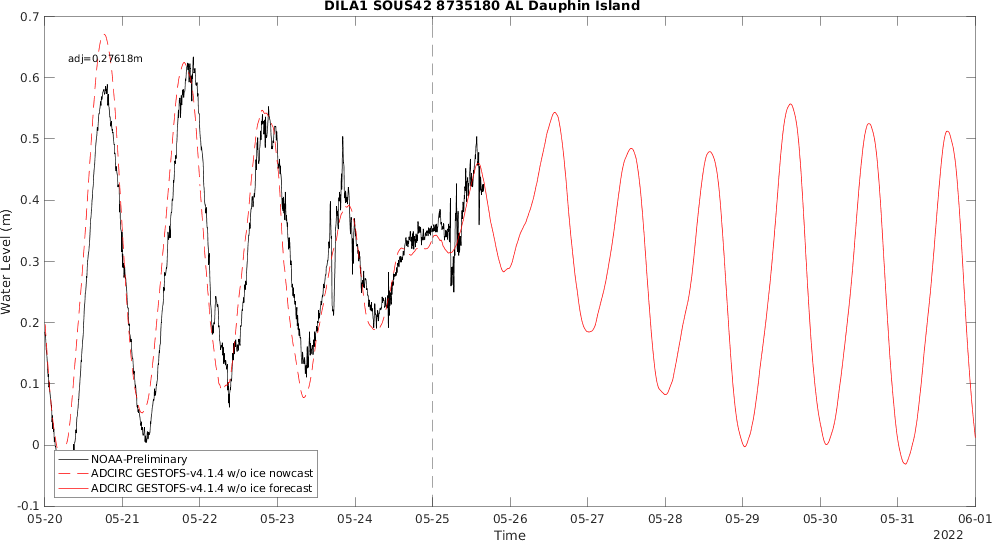 DILA1 SOUS42 8735180 AL Dauphin Island
adj=0.27618m
Water Level (m)
0.7
0.6
0.5
0.4
0.3
0.2
0.1
0
-0.1
NOAA-Preliminary
ADCIRC GESTOFS-v4.1.4 w/o ice nowcast
ADCIRC GESTOFS-v4.1.4 w/o ice forecast
05-20 05-21 05-22 05-23 05-24 05-25 05-26 05-27 05-28 05-29 05-30 05-31 06-01
Time
2022